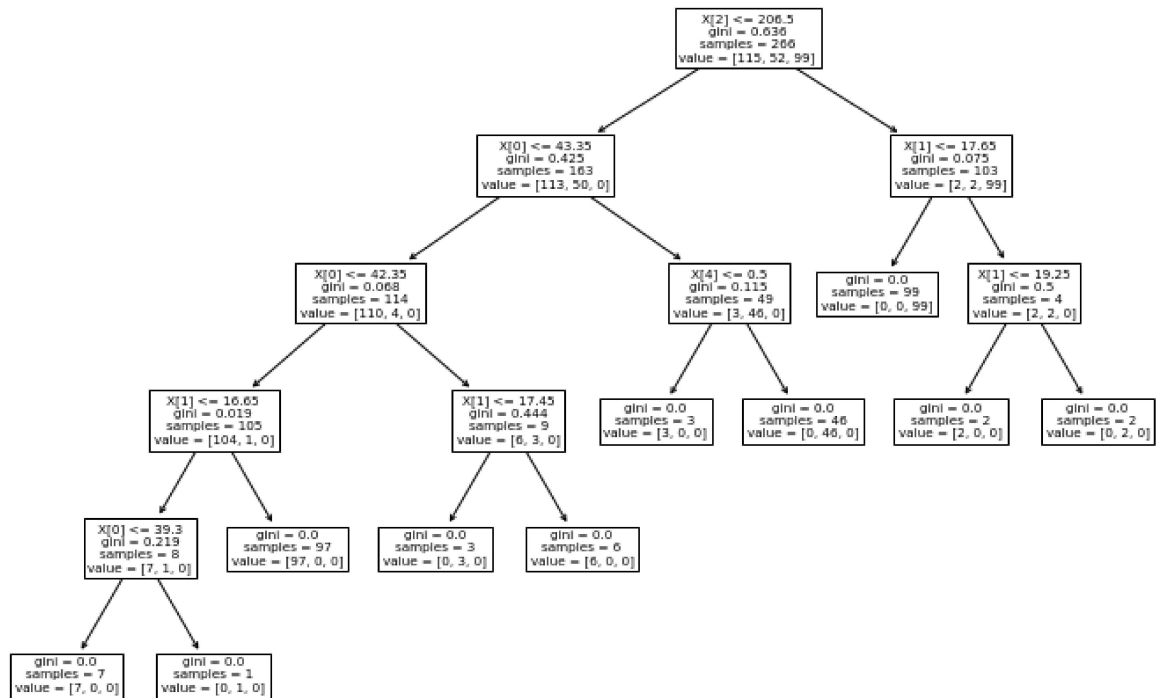 X[2] <= 206.5
gini = 0.636
samples = 266
value = [115, 52, 99]
X[0] <= 43.35
gini = 0.425
samples = 163
value = [113, 50, 0]
X[1] <= 17.65
gini = 0.075
samples = 103
value = [2, 2, 99]
X[0] <= 42.35
gini = 0.068
samples = 114
value = [110, 4, 0]
X[4] <= 0.5
gini = 0.115
samples = 49
value = [3, 46, 0]
gini = 0.0
samples = 99
value = [0, 0, 99]
X[1] <= 19.25
gini = 0.5
samples = 4
value = [2, 2, 0]
X[1] <= 16.65
gini = 0.019
samples = 105
value = [104, 1, 0]
X[1] <= 17.45
gini = 0.444
samples = 9
value = [6, 3, 0]
gini = 0.0
samples = 3
value = [3, 0, 0]
gini = 0.0
samples = 46
value = [0, 46, 0]
gini = 0.0
samples = 2
value = [2, 0, 0]
gini = 0.0
samples = 2
value = [0, 2, 0]
X[0] <= 39.3
gini = 0.219
samples = 8
value = [7, 1, 0]
gini = 0.0
samples = 97
value = [97, 0, 0]
gini = 0.0
samples = 3
value = [0, 3, 0]
gini = 0.0
samples = 6
value = [6, 0, 0]
gini = 0.0
samples = 7
value = [7, 0, 0]
gini = 0.0
samples = 1
value = [0, 1, 0]